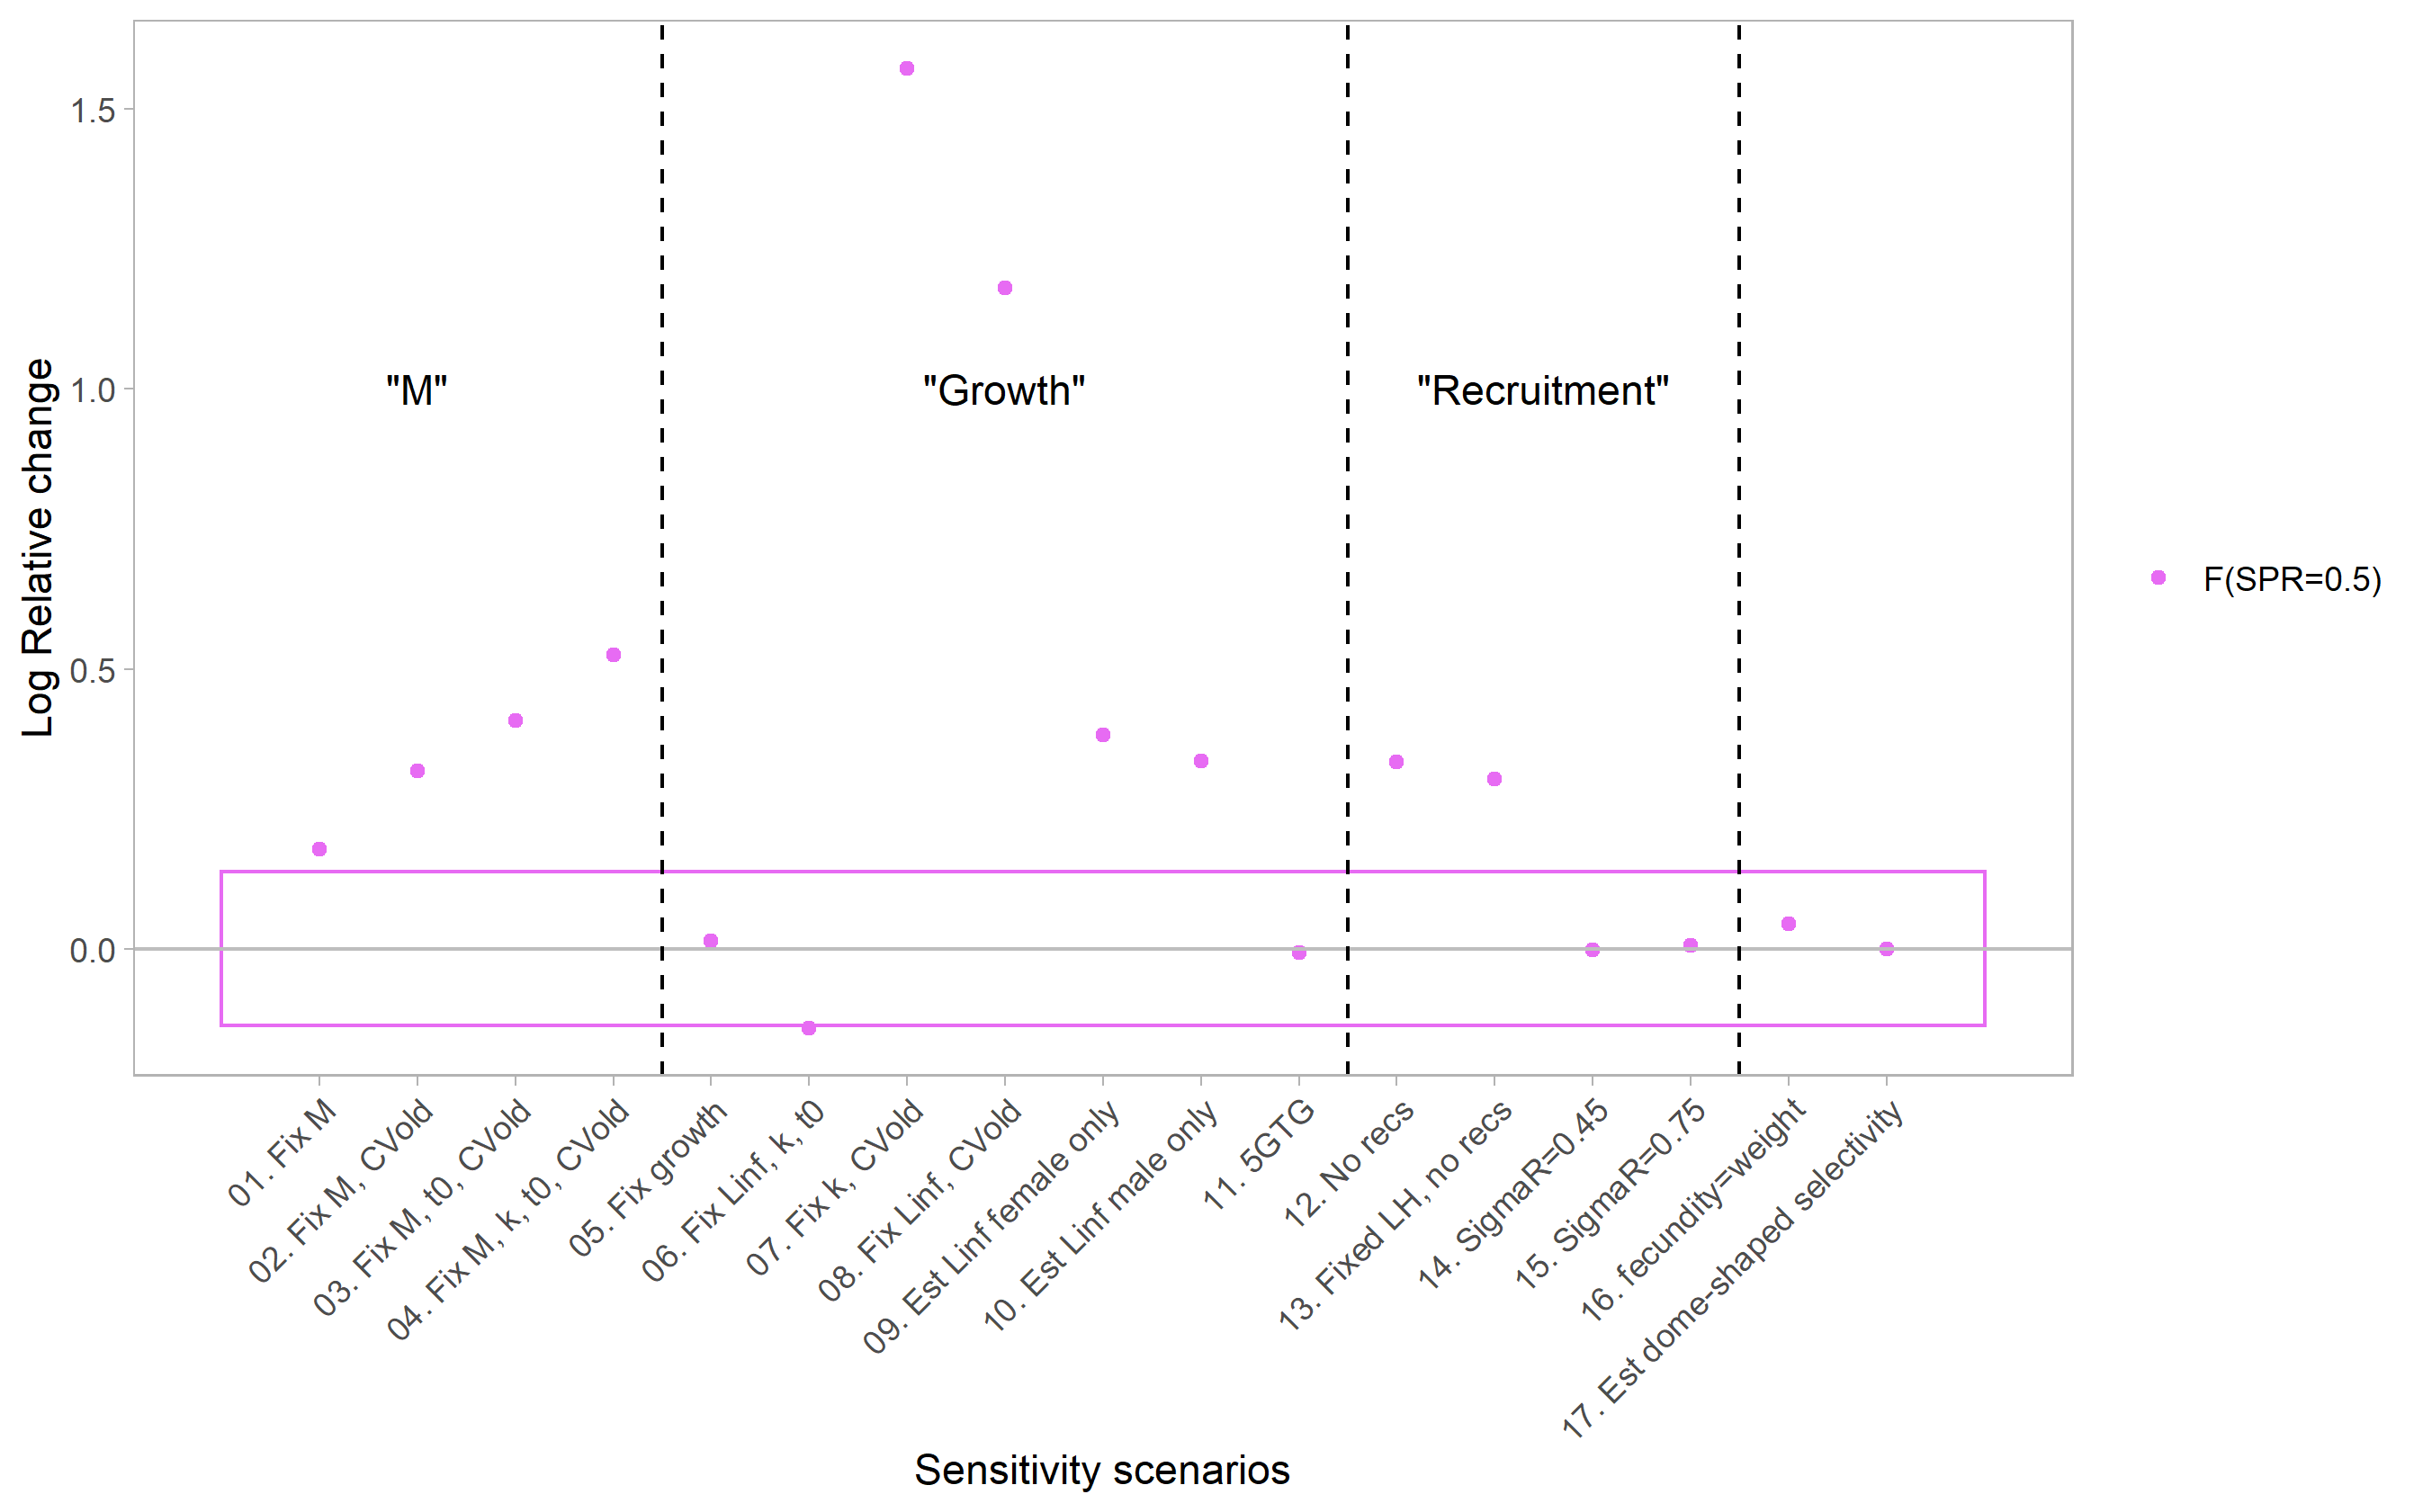 1.5
1.0
0.5
0.0
Log Relative change
"M"
"Growth"
"Recruitment"
F(SPR=0.5)
01. Fix M
02. Fix M, CVold
03. Fix M, t0, CVold
04. Fix M, k, t0, CVold
05. Fix growth
06. Fix Linf, k, t0
07. Fix k, CVold
08. Fix Linf, CVold
09. Est Linf female only
10. Est Linf male only
11. 5GTG
12. No recs
13. Fixed LH, no recs
14. SigmaR=0.45
15. SigmaR=0.75
16. fecundity=weight
17. Est dome-shaped selectivity
Sensitivity scenarios